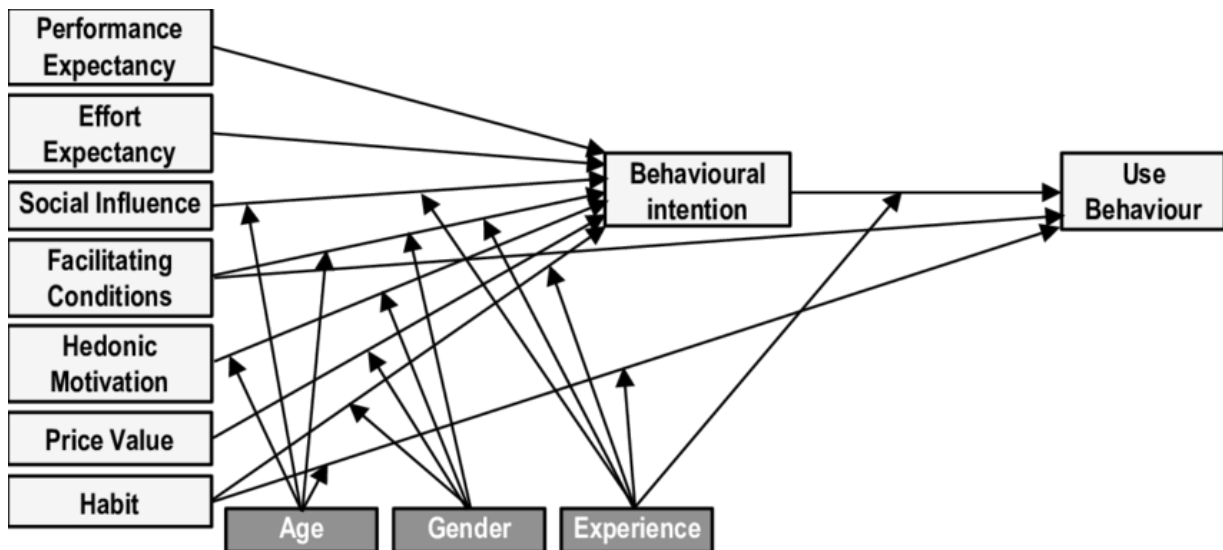 Performance
Expectancy
Effort
Expectancy
Social Influence
Facilitating
Conditions
Hedonic
Motivation
Price Value
Habit
Behavioural
intention
Use
Behaviour
Age
Gender
Experience